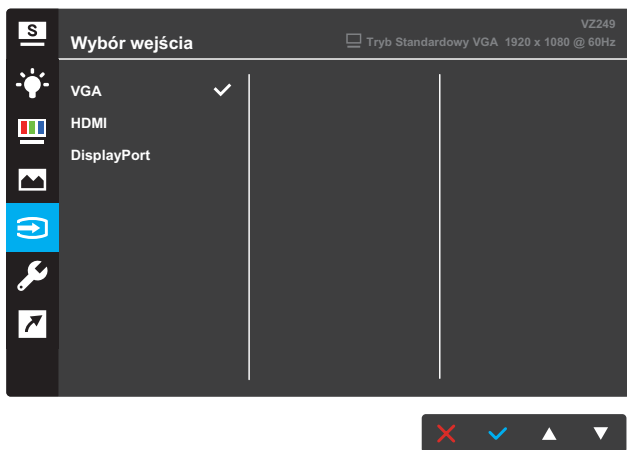 S
VZ249
Wybór wejścia
Tryb Standardowy VGA 1920 x 1080 @ 60Hz
VGA
HDMI
DisplayPort